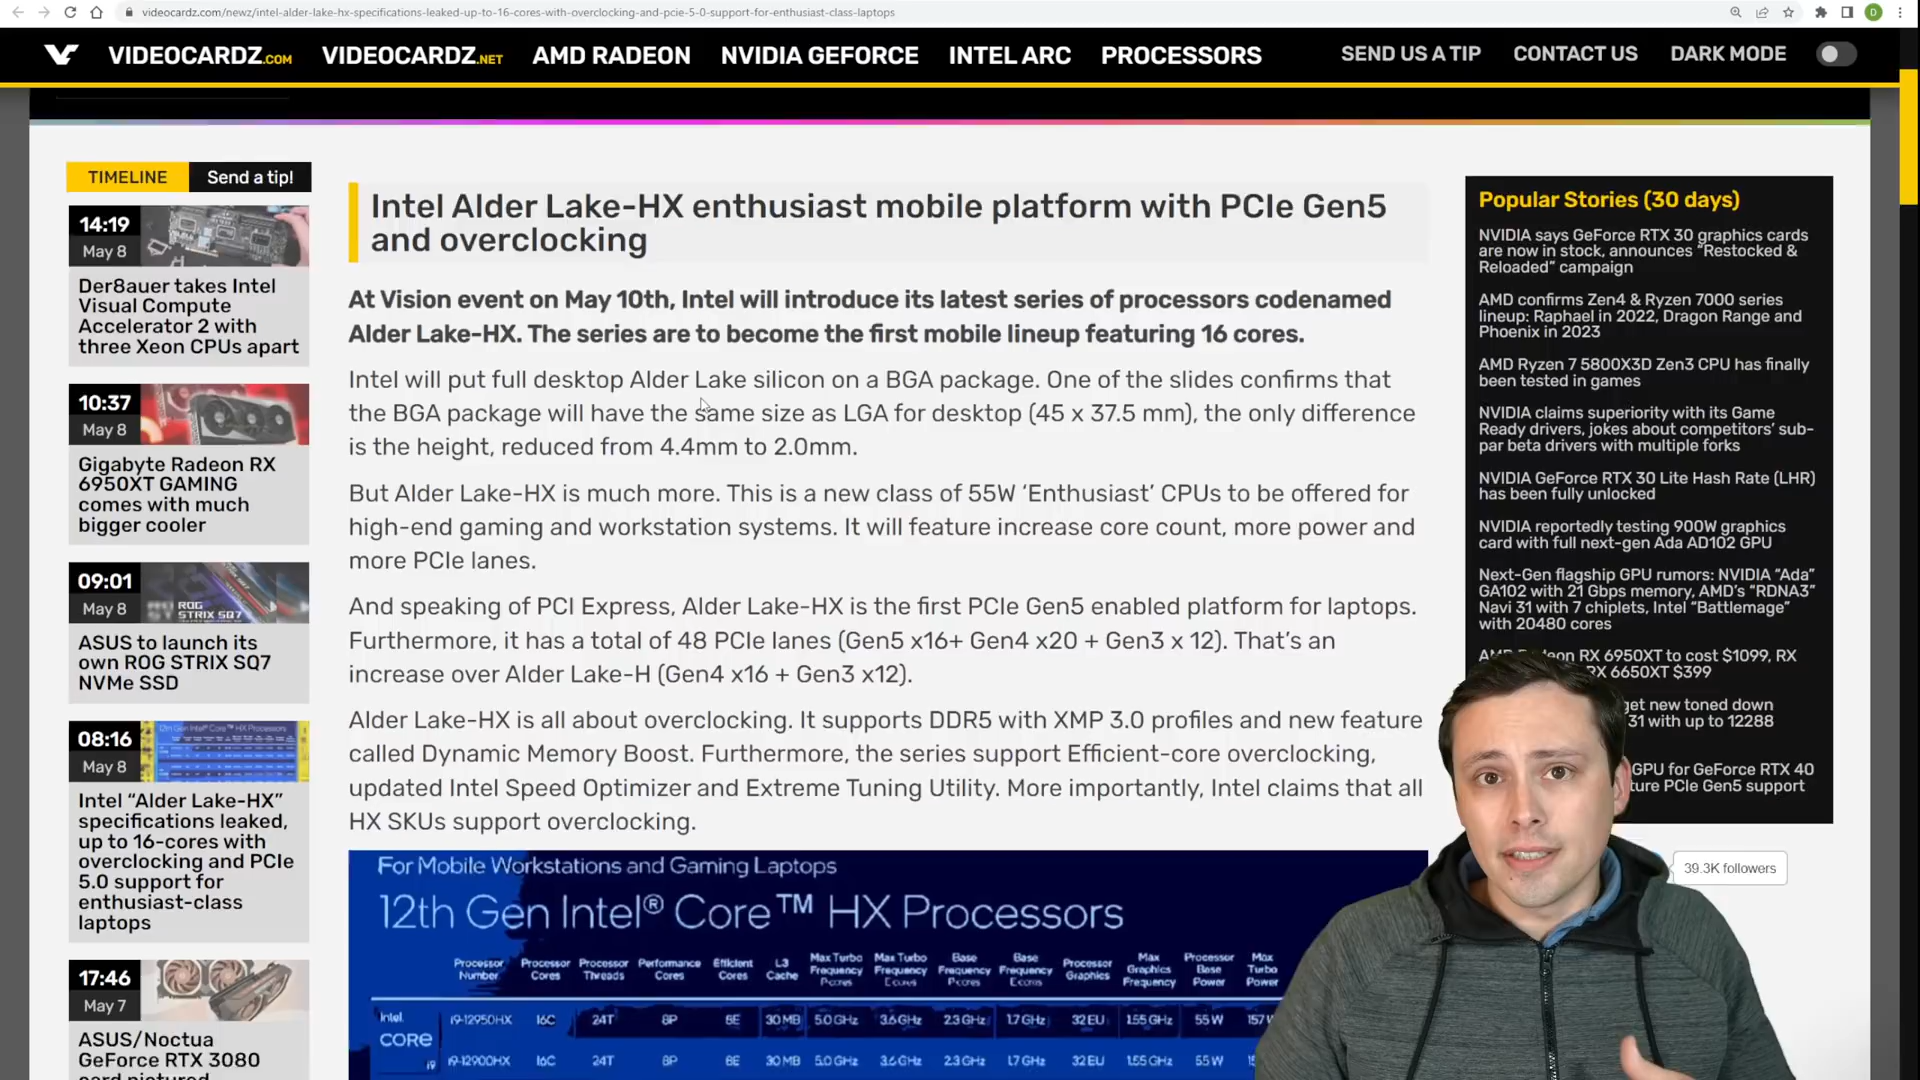 videocardz.com/newz/intel-alder-lake-hx-specifications-leaked-up-to-16-cores-with-overclocking-and-pcie-5-0-support-for-enthusiast-class-laptops
D
VIDEOCARDZ.COM
VIDEOCARDZ.NET
AMD RADEON
NVIDIA GEFORCE
INTEL ARC
PROCESSORS
SEND US A TIP
CONTACT US
DARK MODE
TIMELINE
Send a tip!
14:19
May 8
Der8auer takes Intel
Visual Compute
Accelerator 2 with
three Xeon CPUs apart
10:37
May 8
Gigabyte Radeon RX
6950XT GAMING
comes with much
bigger cooler
09:01
May 8
ROG
STRIX SQ7
ASUS to launch its
own ROG STRIX SQ7
NVMe SSD
08:16
May 8
12th Gen Intel® Core™ HX Processors
Intel “Alder Lake-HX”
specifications leaked,
up to 16-cores with
overclocking and PCIe
5.0 support for
enthusiast-class
laptops
17:46
May 7
ASUS/Noctua
GeForce RTX 3080
card pictured
Intel Alder Lake-HX enthusiast mobile platform with PCIe Gen5
and overclocking
At Vision event on May 10th, Intel will introduce its latest series of processors codenamed
Alder Lake-HX. The series are to become the first mobile lineup featuring 16 cores.
Intel will put full desktop Alder Lake silicon on a BGA package. One of the slides confirms that
the BGA package will have the same size as LGA for desktop (45 x 37.5 mm), the only difference
is the height, reduced from 4.4mm to 2.0mm.
But Alder Lake-HX is much more. This is a new class of 55W ‘Enthusiast’ CPUs to be offered for
high-end gaming and workstation systems. It will feature increase core count, more power and
more PCIe lanes.
And speaking of PCI Express, Alder Lake-HX is the first PCIe Gen5 enabled platform for laptops.
Furthermore, it has a total of 48 PCIe lanes (Gen5 x16+ Gen4 x20 + Gen3 x 12). That’s an
increase over Alder Lake-H (Gen4 x16 + Gen3 x12).
Alder Lake-HX is all about overclocking. It supports DDR5 with XMP 3.0 profiles and new feature
called Dynamic Memory Boost. Furthermore, the series support Efficient-core overclocking,
updated Intel Speed Optimizer and Extreme Tuning Utility. More importantly, Intel claims that all
HX SKUs support overclocking.
For Mobile Workstations and Gaming Laptops
12th Gen Intel® Core™ HX Processors
Processor Number
Processor Cores
Processor Threads
Performance Cores
Efficient Cores
L3 Cache
Max Turbo Frequency P-cores
Max Turbo Frequency E-cores
Base Frequency P-cores
Base Frequency E-cores
Processor Graphics
Max Graphics Frequency
Processor Base Power
Max Turbo Power
intel.
CORE
i9
i9-12950HX 16C 24T 8P 8E 30 MB 5.0 GHz 3.6 GHz 2.3 GHz 1.7 GHz 32 EU 1.55 GHz 55 W 157 W
i9-12900HX 16C 24T 8P 8E 30 MB 5.0 GHz 3.6 GHz 2.3 GHz 1.7 GHz 32 EU 1.55 GHz 55 W
Popular Stories (30 days)
NVIDIA says GeForce RTX 30 graphics cards
are now in stock, announces “Restocked &
Reloaded” campaign
AMD confirms Zen4 & Ryzen 7000 series
lineup: Raphael in 2022, Dragon Range and
Phoenix in 2023
AMD Ryzen 7 5800X3D Zen3 CPU has finally
been tested in games
NVIDIA claims superiority with its Game
Ready drivers, jokes about competitors’ sub-
par beta drivers with multiple forks
NVIDIA GeForce RTX 30 Lite Hash Rate (LHR)
has been fully unlocked
NVIDIA reportedly testing 900W graphics
card with full next-gen Ada AD102 GPU
Next-Gen flagship GPU rumors: NVIDIA “Ada”
GA102 with 21 Gbps memory, AMD’s “RDNA3”
Navi 31 with 7 chiplets, Intel “Battlemage”
with 20480 cores
RX 6950XT to cost $1099, RX
RX 6650XT $399
get new toned down
31 with up to 12288
GPU for GeForce RTX 40
PCIe Gen5 support
39.3K followers